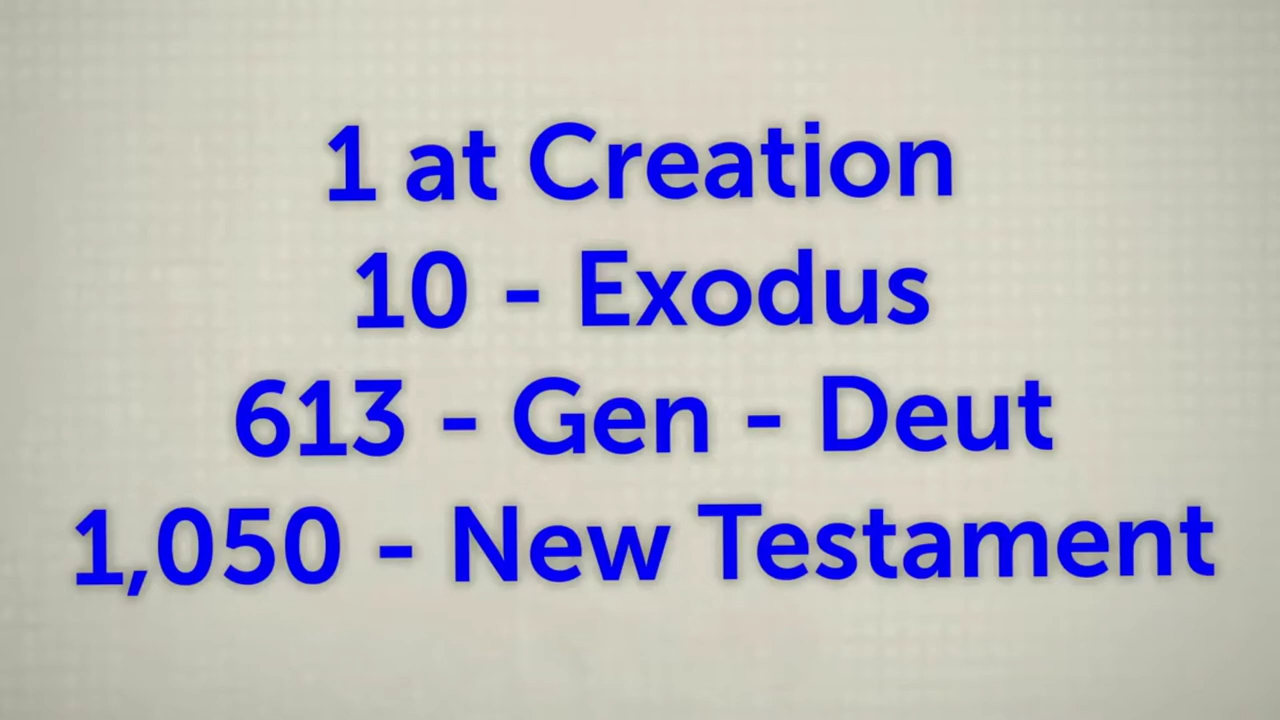 1 at Creation
10 - Exodus
613 - Gen - Deut
1,050 - New Testament